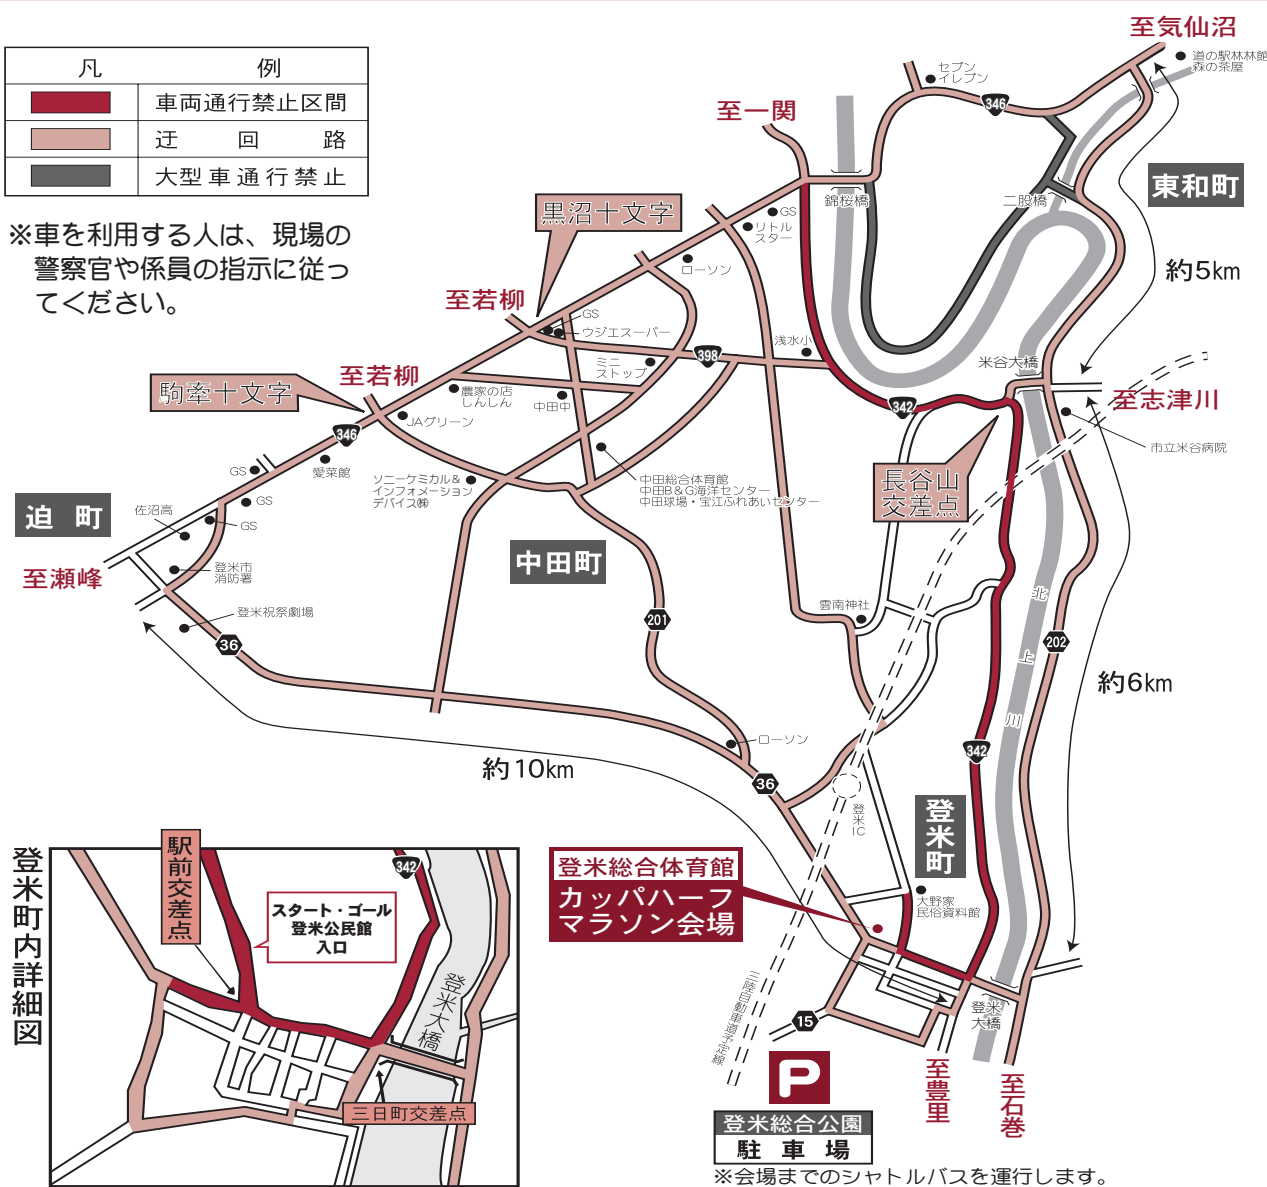 凡例
車両通行禁止区間
迂回路
大型車通行禁止
※車を利用する人は、現場の
警察官や係員の指示に従っ
てください。
至気仙沼
道の駅林林館
森の茶屋
セブン
イレブン
346
至一関
東和町
錦桜橋
二股橋
黒沼十文字
GS
リトル
スター
ローソン
約5km
至若柳
GS
ウジエスーパー
浅水小
398
ミニ
ストップ
米谷大橋
駒牽十文字
至若柳
農家の店
しんしん
中田中
342
至志津川
JAグリーン
346
市立米谷病院
愛菜館
GS
GS
GS
ソニーケミカル&
インフォメーション
デバイス㈱
中田総合体育館
中田B&G海洋センター
中田球場・宝江ふれあいセンター
長谷山
交差点
迫町
佐沼高
中田町
至瀬峰
登米市
消防署
登米祝祭劇場
36
201
雲南神社
北上川
202
約6km
342
ローソン
約10km
36
登米IC
登米町
登米総合体育館
カッパハーフ
マラソン会場
大野家
民俗資料館
三陸自動車道予定線
15
登米
大橋
至豊里
至石巻
P
登米総合公園
駐車場
※会場までのシャトルバスを運行します。
登米町内詳細図
駅前交差点
342
スタート・ゴール
登米公民館
入口
登米大橋
三日町交差点